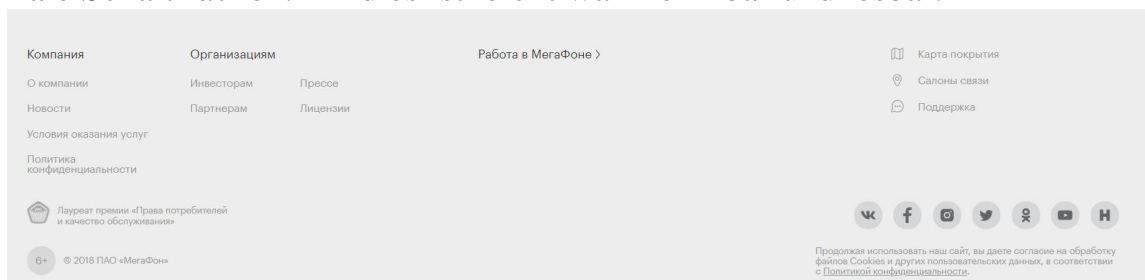 Компания
О компании
Новости
Условия оказания услуг
Политика
конфиденциальности
Организациям
Инвесторам
Партнерам
Прессе
Лицензии
Работа в МегаФоне >
Карта покрытия
Салоны связи
Поддержка
Лауреат премии «Права потребителей
и качество обслуживания»
6+
© 2018 ПАО «МегаФон»
Продолжая использовать наш сайт, вы даете согласие на обработку
файлов Cookies и других пользовательских данных, в соответствии
с Политикой конфиденциальности.